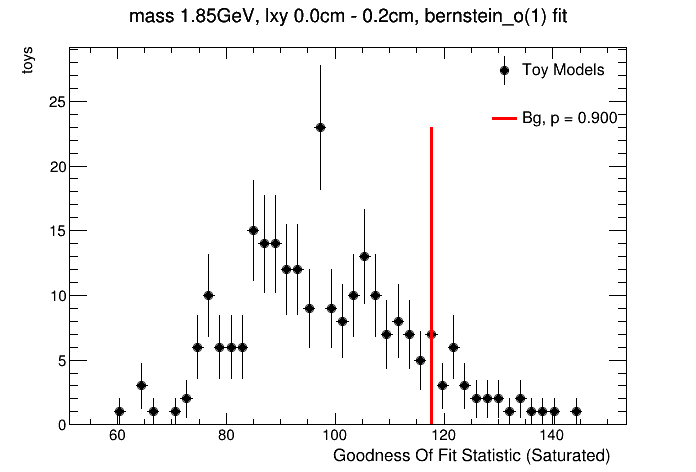 mass 1.85GeV, lxy 0.0cm - 0.2cm, bernstein_o(1) fit
toys
Toy Models
Bg, p = 0.900
25
20
15
10
5
0
60 80 100 120 140
Goodness Of Fit Statistic (Saturated)